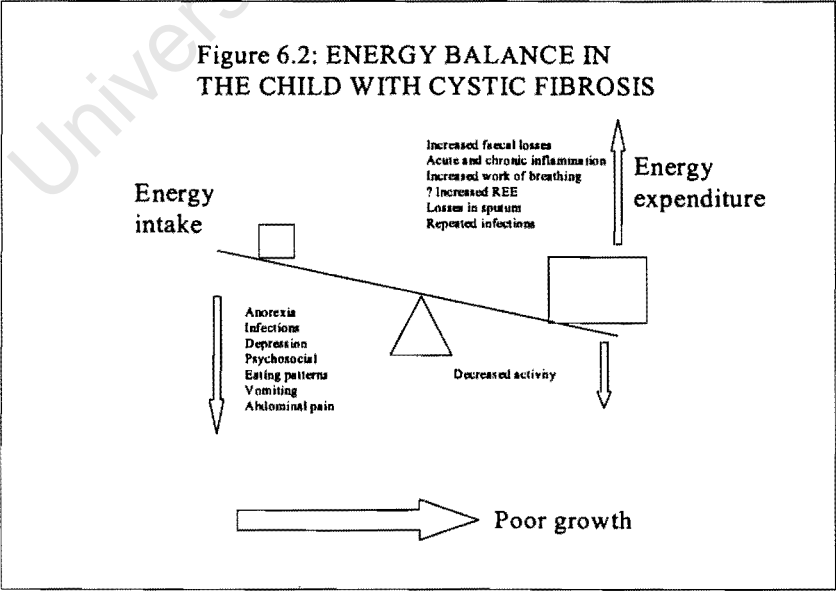 Univers
Figure 6.2: ENERGY BALANCE IN
THE CHILD WITH CYSTIC FIBROSIS
Increased faecal losses
Acute and chronic inflammation
Increased work of breathing
? Increased REE
Losses in sputum
Repeated infections
Energy
expenditure
Energy
intake
Anorexia
Infections
Depression
Psychosocial
Eating patterns
Vomiting
Abdominal pain
Decreased activity
Poor growth